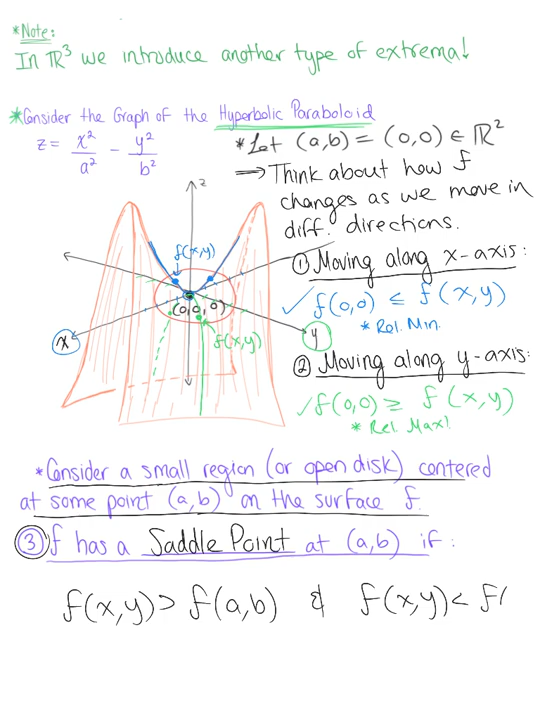 *Note:
In ℝ³ we introduce another type of extrema!
*Consider the Graph of the Hyperbolic Paraboloid
z = x²/a² - y²/b²
*Let (a,b) = (0,0) ∈ ℝ²
⇒ Think about how f
changes as we move in
diff. directions.
z
f(x,y)
(0,0,0)
x
y
f(x,y)
① Moving along x-axis:
✓ f(0,0) ≤ f(x,y)
* Rel. Min.
② Moving along y-axis:
✓ f(0,0) ≥ f(x,y)
* Rel. Max!
*Consider a small region (or open disk) centered
at some point (a,b) on the surface f.
③ f has a Saddle Point at (a,b) if:
f(x,y) > f(a,b) & f(x,y) < f(